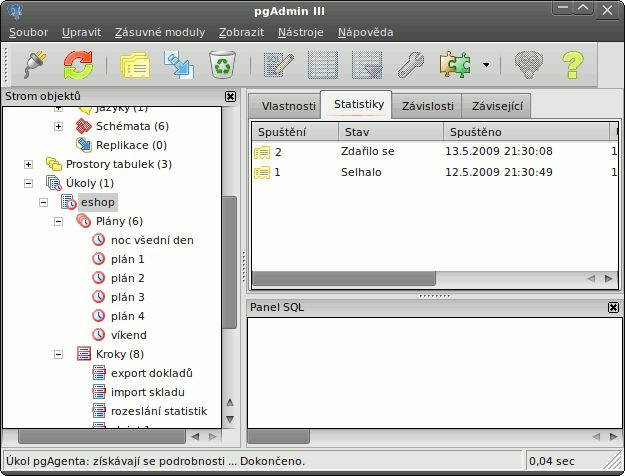 pgAdmin III
Soubor Upravit Zásuvné moduly Zobrazit Nástroje Nápověda
Strom objektů
Jazyky (1)
Schémata (6)
Replikace (0)
Prostory tabulek (3)
Úkoly (1)
eshop
Plány (6)
noc všední den
plán 1
plán 2
plán 3
plán 4
víkend
Kroky (8)
export dokladů
import skladu
rozeslání statistik
Vlastnosti Statistiky Závislosti Závisející
Spuštění Stav Spuštěno
2 Zdařilo se 13.5.2009 21:30:08 1
1 Selhalo 12.5.2009 21:30:49 1
Panel SQL
Úkol pgAgenta: získávají se podrobnosti ... Dokončeno. 0,04 sec